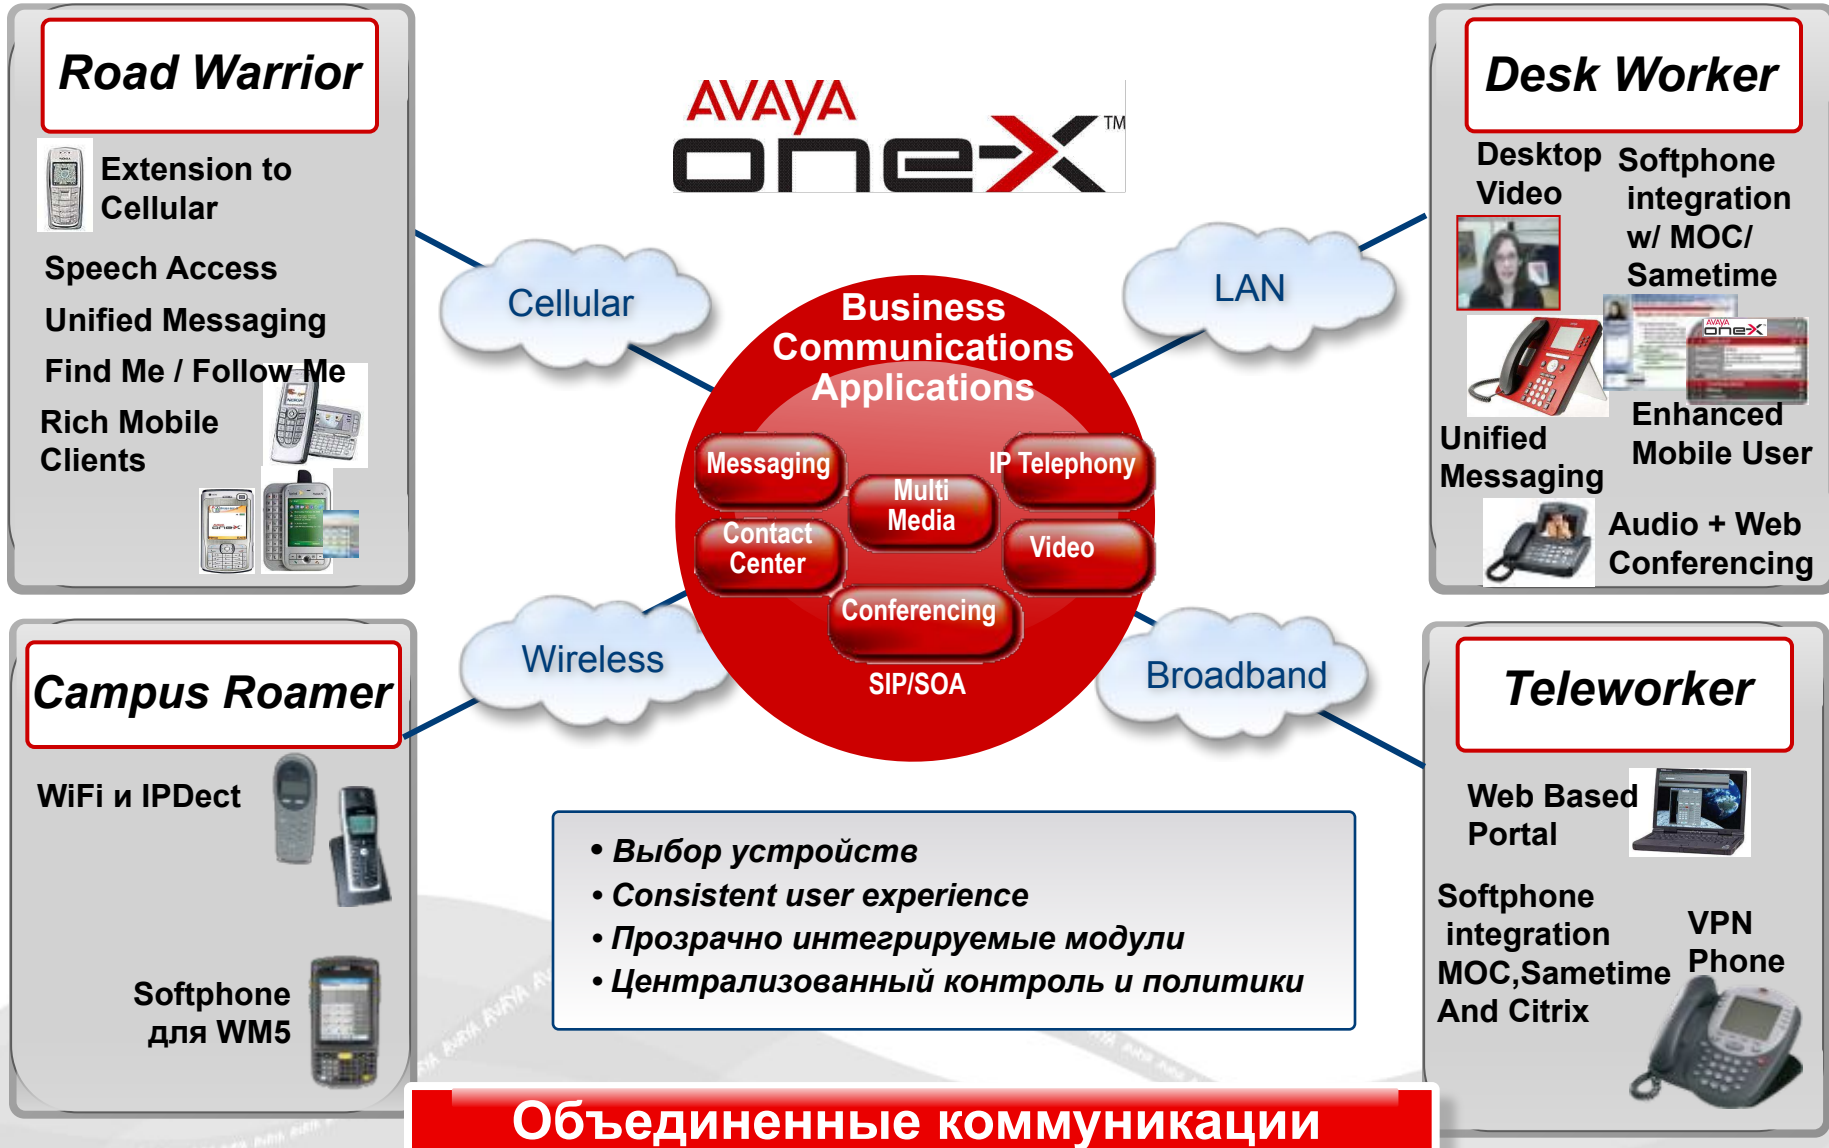 Road Warrior
Extension to
Cellular
Speech Access
Unified Messaging
Find Me / Follow Me
Rich Mobile
Clients
AVAYA
one-X™
Desk Worker
Desktop
Video
Softphone
integration
w/ MOC/
Sametime
AVAYA
one-X
Enhanced
Mobile User
Unified
Messaging
Audio + Web
Conferencing
Cellular
LAN
Wireless
Broadband
Business
Communications
Applications
Messaging
IP Telephony
Multi
Media
Contact
Center
Video
Conferencing
SIP/SOA
Campus Roamer
WiFi и IPDect
Softphone
для WM5
Teleworker
Web Based
Portal
Softphone
integration
MOC,Sametime
And Citrix
VPN
Phone
• Выбор устройств
• Consistent user experience
• Прозрачно интегрируемые модули
• Централизованный контроль и политики
Объединенные коммуникации